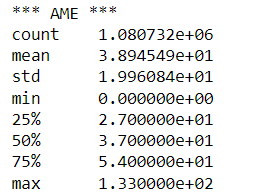 *** AME ***
count 1.080732e+06
mean 3.894549e+01
std 1.996084e+01
min 0.000000e+00
25% 2.700000e+01
50% 3.700000e+01
75% 5.400000e+01
max 1.330000e+02